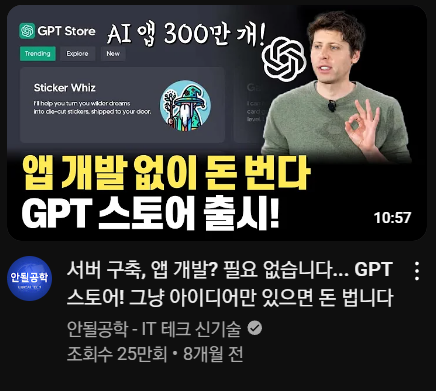 GPT Store
AI 앱 300만 개!
Trending
Explore
New
Sticker Whiz
I'll help you turn your wilder dreams
into die-cut stickers, shipped to your door.
앱 개발 없이 돈 번다
GPT 스토어 출시!
10:57
안될공학
서버 구축, 앱 개발? 필요 없습니다... GPT
스토어! 그냥 아이디어만 있으면 돈 법니다
안될공학 - IT 테크 신기술
조회수 25만회 • 8개월 전